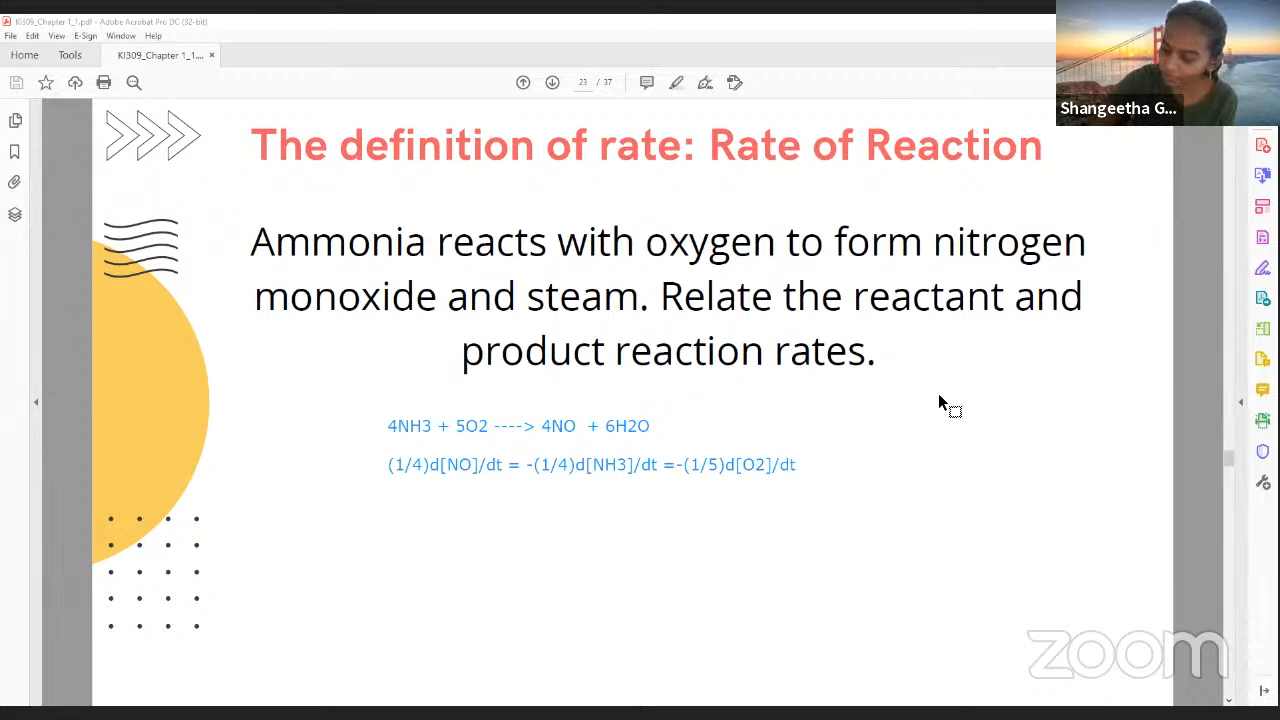 KI309_Chapter 1_1.pdf - Adobe Acrobat Pro DC (32-bit)
File Edit View E-Sign Window Help
Home Tools KI309_Chapter 1_1.... ×
23 / 37
Shangeetha G...
The definition of rate: Rate of Reaction
Ammonia reacts with oxygen to form nitrogen
monoxide and steam. Relate the reactant and
product reaction rates.
4NH3 + 5O2 ----> 4NO + 6H2O
(1/4)d[NO]/dt = -(1/4)d[NH3]/dt =-(1/5)d[O2]/dt
zoom